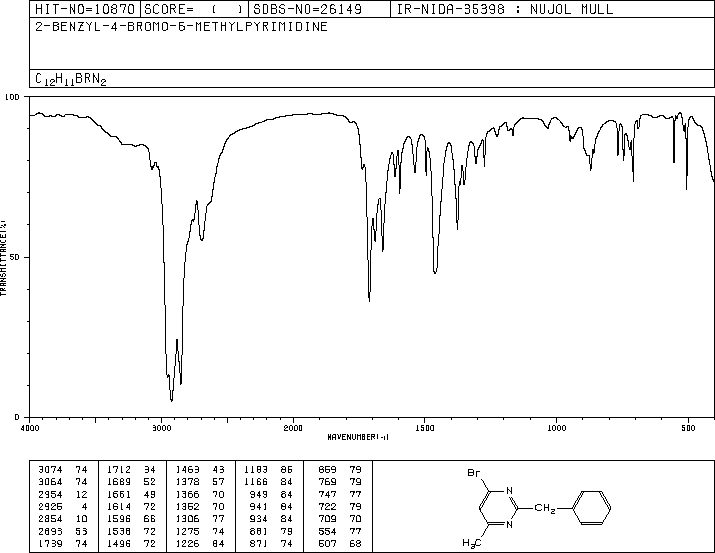 HIT-NO=10870 SCORE= ( ) SDBS-NO=26149 IR-NIDA-35398 : NUJOL MULL
2-BENZYL-4-BROMO-6-METHYLPYRIMIDINE
C12H11BRN2
100
50
0
TRANSMITTANCE(%)
4000 3000 2000 1500 1000 500
WAVENUMBER(-1)
3074 74 1712 34 1463 43 1183 86 859 79
3064 74 1689 52 1378 57 1166 84 769 79
2954 12 1661 49 1366 70 949 84 747 77
2925 4 1614 72 1352 70 941 84 722 79
2854 10 1596 66 1306 77 934 84 709 70
2693 53 1538 72 1275 74 881 79 554 77
1739 74 1496 72 1226 84 871 74 507 68
Br
N
CH2
N
H3C